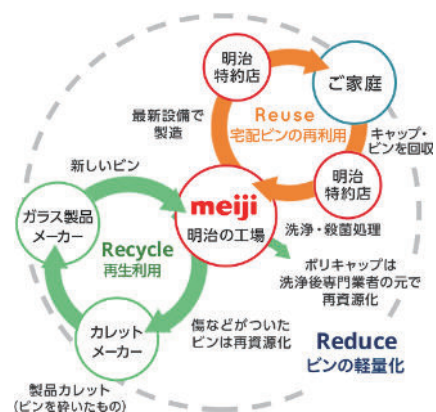 明治
特約店
ご家庭
最新設備で
製造
Reuse
宅配ビンの再利用
キャップ・
ビンを回収
明治
特約店
新しいビン
meiji
明治の工場
洗浄・殺菌処理
ガラス製品
メーカー
Recycle
再生利用
ポリキャップは
洗浄後専門業者の元で
再資源化
カレット
メーカー
傷などがついた
ビンは再資源化
Reduce
ビンの軽量化
製品カレット
（ビンを砕いたもの）